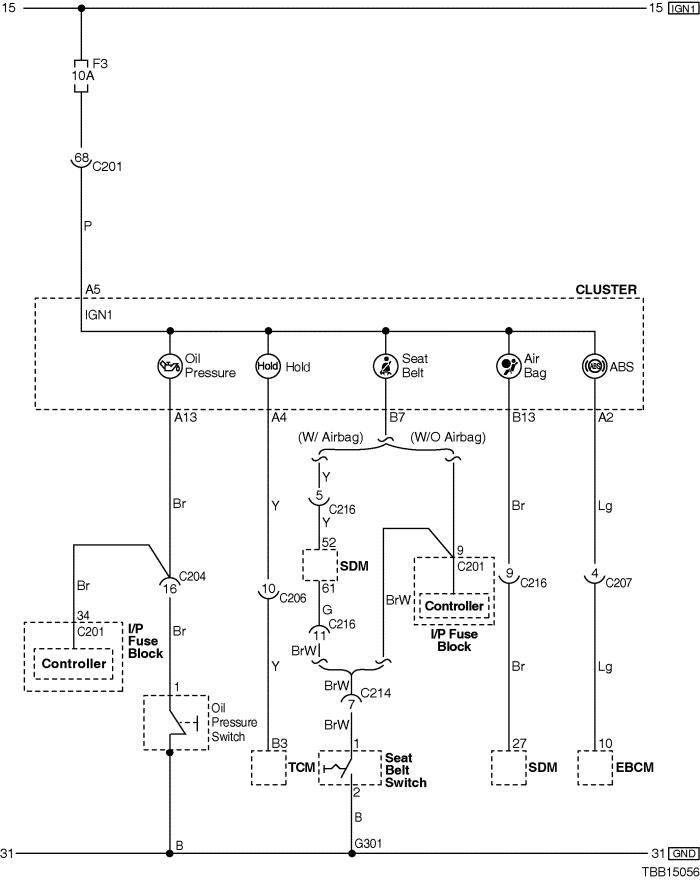 15 15 IGN1
F3
10A
68
C201
P
A5
CLUSTER
IGN1
Oil
Pressure
Hold
Hold
Seat
Belt
Air
Bag
ABS
ABS
A13
A4
B7
B13
A2
(W/ Airbag)
(W/O Airbag)
Y
5
C216
Br
Y
Y
Br
Lg
52
SDM
61
9
C201
Controller
I/P Fuse
Block
C204
16
Br
10
C206
9
C216
4
C207
BrW
G
C216
11
BrW
34
C201
I/P
Fuse
Block
Controller
Br
Y
Br
Lg
BrW
C214
7
BrW
1
Oil
Pressure
Switch
B3
TCM
1
Seat
Belt
Switch
2
27
SDM
10
EBCM
B
B
G301
31 31 GND
TBB15056